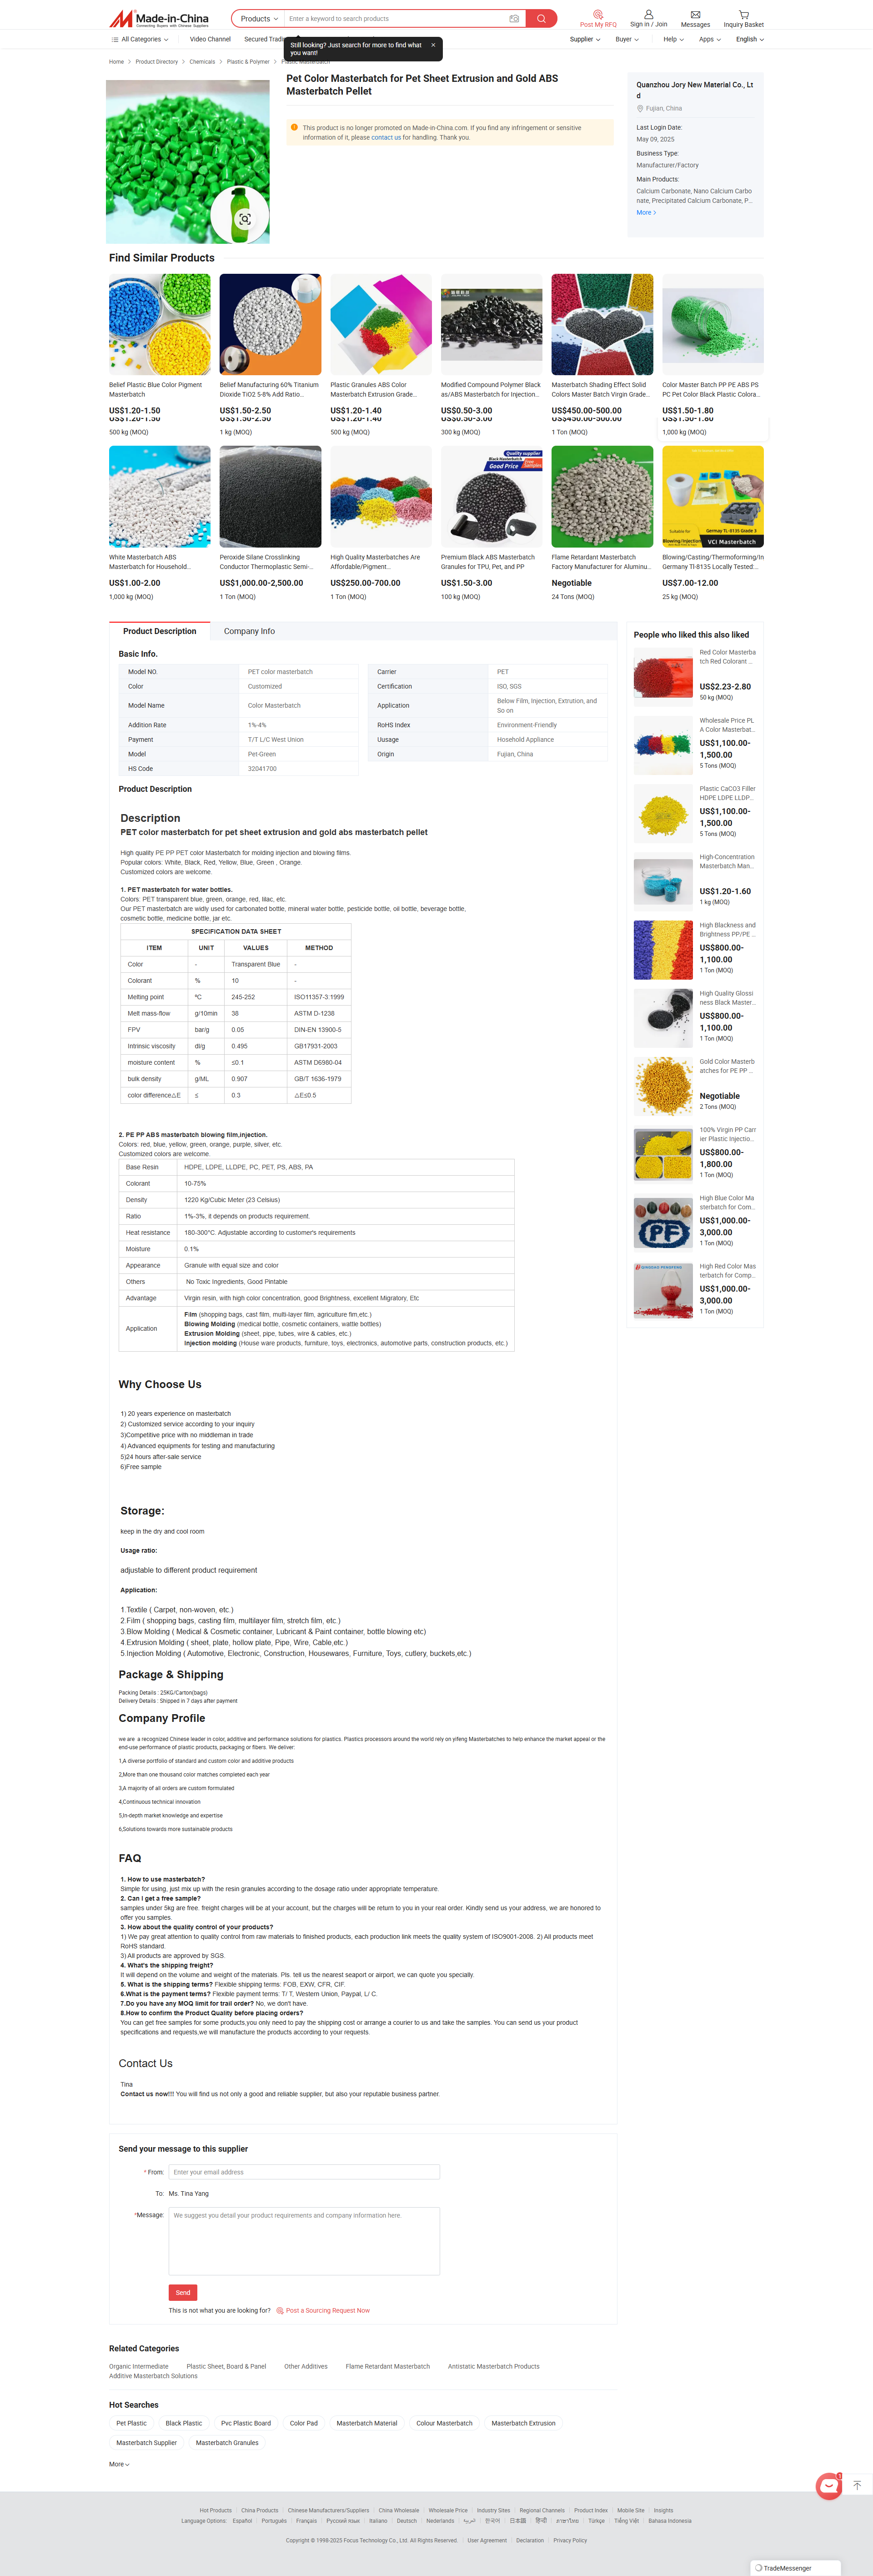 Made-in-China
Connecting Buyers with Chinese Suppliers
Products
Enter a keyword to search products
Post My RFQ
Sign in / Join
Messages
Inquiry Basket
All Categories
Video Channel
Secured Tradi
Still looking? Just search for more to find what
you want!
Supplier
Buyer
Help
Apps
English
Home > Product Directory > Chemicals > Plastic & Polymer > Plastic Masterbatch
Pet Color Masterbatch for Pet Sheet Extrusion and Gold ABS
Masterbatch Pellet
This product is no longer promoted on Made-in-China.com. If you find any infringement or sensitive
information of it, please contact us for handling. Thank you.
Quanzhou Jory New Material Co., Lt
d
Fujian, China
Last Login Date:
May 09, 2025
Business Type:
Manufacturer/Factory
Main Products:
Calcium Carbonate, Nano Calcium Carbo
nate, Precipitated Calcium Carbonate, P...
More
Find Similar Products
Belief Plastic Blue Color Pigment
Masterbatch
US$1.20-1.50
500 kg (MOQ)
Belief Manufacturing 60% Titanium
Dioxide TiO2 5-8% Add Ratio...
US$1.50-2.50
1 kg (MOQ)
Plastic Granules ABS Color
Masterbatch Extrusion Grade...
US$1.20-1.40
500 kg (MOQ)
Modified Compound Polymer Black
as/ABS Masterbatch for Injection...
US$0.50-3.00
300 kg (MOQ)
Masterbatch Shading Effect Solid
Colors Master Batch Virgin Grade...
US$450.00-500.00
1 Ton (MOQ)
Color Master Batch PP PE ABS PS
PC Pet Color Black Plastic Colora...
US$1.50-1.80
1,000 kg (MOQ)
White Masterbatch ABS
Masterbatch for Household...
US$1.00-2.00
1,000 kg (MOQ)
Peroxide Silane Crosslinking
Conductor Thermoplastic Semi-...
US$1,000.00-2,500.00
1 Ton (MOQ)
High Quality Masterbatches Are
Affordable/Pigment...
US$250.00-700.00
1 Ton (MOQ)
Quality supplier
Black Masterbatch
Good Price
Premium Black ABS Masterbatch
Granules for TPU, Pet, and PP
US$1.50-3.00
100 kg (MOQ)
Flame Retardant Masterbatch
Factory Manufacturer for Aluminu...
Negotiable
24 Tons (MOQ)
Suitable for
Germay TL-8135 Grade 3
Blowing/Injection
VCI Masterbatch
Blowing/Casting/Thermoforming/In
Germany Tl-8135 Locally Tested:...
US$7.00-12.00
25 kg (MOQ)
Product Description
Company Info
Basic Info.
Model NO. PET color masterbatch
Carrier PET
Color Customized
Certification ISO, SGS
Model Name Color Masterbatch
Application Below Film, Injection, Extrution, and
So on
Addition Rate 1%-4%
RoHS Index Environment-Friendly
Payment T/T L/C West Union
Uusage Hosehold Appliance
Model Pet-Green
Origin Fujian, China
HS Code 32041700
Product Description
Description
PET color masterbatch for pet sheet extrusion and gold abs masterbatch pellet
High quality PE PP PET color Masterbatch for molding injection and blowing films.
Popular colors: White, Black, Red, Yellow, Blue, Green , Orange.
Customized colors are welcome.
1. PET masterbatch for water bottles.
Colors: PET transparent blue, green, orange, red, lilac, etc.
Our PET masterbatch are widly used for carbonated bottle, mineral water bottle, pesticide bottle, oil bottle, beverage bottle,
cosmetic bottle, medicine bottle, jar etc.
SPECIFICATION DATA SHEET
ITEM UNIT VALUES METHOD
Color - Transparent Blue -
Colorant % 10 -
Melting point ºC 245-252 ISO11357-3.1999
Melt mass-flow g/10min 38 ASTM D-1238
FPV bar/g 0.05 DIN-EN 13900-5
Intrinsic viscosity dl/g 0.495 GB17931-2003
moisture content % ≤0.1 ASTM D6980-04
bulk density g/ML 0.907 GB/T 1636-1979
color difference△E ≤ 0.3 △E≤0.5
2. PE PP ABS masterbatch blowing film,injection.
Colors: red, blue, yellow, green, orange, purple, silver, etc.
Customized colors are welcome.
Base Resin HDPE, LDPE, LLDPE, PC, PET, PS, ABS, PA
Colorant 10-75%
Density 1220 Kg/Cubic Meter (23 Celsius)
Ratio 1%-3%, it depends on products requirement.
Heat resistance 180-300°C. Adjustable according to customer's requirements
Moisture 0.1%
Appearance Granule with equal size and color
Others No Toxic Ingredients, Good Pintable
Advantage Virgin resin, with high color concentration, good Brightness, excellent Migratory, Etc
Application Film (shopping bags, cast film, multi-layer film, agriculture flm,etc.)
Blowing Molding (medical bottle, cosmetic containers, wattle bottles)
Extrusion Molding (sheet, pipe, tubes, wire & cables, etc.)
Injection molding (House ware products, furniture, toys, electronics, automotive parts, construction products, etc.)
Why Choose Us
1) 20 years experience on masterbatch
2) Customized service according to your inquiry
3)Competitive price with no middleman in trade
4) Advanced equipments for testing and manufacturing
5)24 hours after-sale service
6)Free sample
Storage:
keep in the dry and cool room
Usage ratio:
adjustable to different product requirement
Application:
1.Textile ( Carpet, non-woven, etc.)
2.Film ( shopping bags, casting film, multilayer film, stretch film, etc.)
3.Blow Molding ( Medical & Cosmetic container, Lubricant & Paint container, bottle blowing etc)
4.Extrusion Molding ( sheet, plate, hollow plate, Pipe, Wire, Cable,etc.)
5.Injection Molding ( Automotive, Electronic, Construction, Housewares, Furniture, Toys, cutlery, buckets,etc.)
Package & Shipping
Packing Details : 25KG/Carton(bags)
Delivery Details : Shipped in 7 days after payment
Company Profile
we are a recognized Chinese leader in color, additive and performance solutions for plastics. Plastics processors around the world rely on yifeng Masterbatches to help enhance the market appeal or the
end-use performance of plastic products, packaging or fibers. We deliver:
1,A diverse portfolio of standard and custom color and additive products
2,More than one thousand color matches completed each year
3,A majority of all orders are custom formulated
4,Continuous technical innovation
5,In-depth market knowledge and expertise
6,Solutions towards more sustainable products
FAQ
1. How to use masterbatch?
Simple for using, just mix up with the resin granules according to the dosage ratio under appropriate temperature.
2. Can I get a free sample?
samples under 5kg are free. freight charges will be at your account, but the charges will be return to you in your real order. Kindly send us your address, we are honored to
offer you samples.
3. How about the quality control of your products?
1) We pay great attention to quality control from raw materials to finished products, each production link meets the quality system of ISO9001-2008. 2) All products meet
RoHS standard.
3) All products are approved by SGS.
4. What's the shipping freight?
It will depend on the volume and weight of the materials. Pls. tell us the nearest seaport or airport, we can quote you specially.
5. What is the shipping terms? Flexible shipping terms: FOB, EXW, CFR, CIF.
6.What is the payment terms? Flexible payment terms: T/ T, Western Union, Paypal, L/ C.
7.Do you have any MOQ limit for trail order? No, we don't have.
8.How to confirm the Product Quality before placing orders?
You can get free samples for some products,you only need to pay the shipping cost or arrange a courier to us and take the samples. You can send us your product
specifications and requests,we will manufacture the products according to your requests.
Contact Us
Tina
Contact us now!!! You will find us not only a good and reliable supplier, but also your reputable business partner.
People who liked this also liked
Red Color Masterba
tch Red Colorant ...
US$2.23-2.80
50 kg (MOQ)
Wholesale Price PL
A Color Masterbat...
US$1,100.00-
1,500.00
5 Tons (MOQ)
Plastic CaCO3 Filler
HDPE LDPE LLDP...
US$1,100.00-
1,500.00
5 Tons (MOQ)
High-Concentration
Masterbatch Man...
US$1.20-1.60
1 kg (MOQ)
High Blackness and
Brightness PP/PE ...
US$800.00-
1,100.00
1 Ton (MOQ)
High Quality Glossi
ness Black Master...
US$800.00-
1,100.00
1 Ton (MOQ)
Gold Color Masterb
atches for PE PP ...
Negotiable
2 Tons (MOQ)
100% Virgin PP Carr
ier Plastic Injectio...
US$800.00-
1,800.00
1 Ton (MOQ)
PF
High Blue Color Ma
sterbatch for Com...
US$1,000.00-
3,000.00
1 Ton (MOQ)
High Red Color Mas
terbatch for Comp...
US$1,000.00-
3,000.00
1 Ton (MOQ)
Send your message to this supplier
* From: Enter your email address
To: Ms. Tina Yang
*Message: We suggest you detail your product requirements and company information here.
Send
This is not what you are looking for? Post a Sourcing Request Now
Related Categories
Organic Intermediate
Plastic Sheet, Board & Panel
Other Additives
Flame Retardant Masterbatch
Antistatic Masterbatch Products
Additive Masterbatch Solutions
Hot Searches
Pet Plastic
Black Plastic
Pvc Plastic Board
Color Pad
Masterbatch Material
Colour Masterbatch
Masterbatch Extrusion
Masterbatch Supplier
Masterbatch Granules
More
1
Hot Products | China Products | Chinese Manufacturers/Suppliers | China Wholesale | Wholesale Price | Industry Sites | Regional Channels | Product Index | Mobile Site | Insights
Language Options: Español | Português | Français | Русский язык | Italiano | Deutsch | Nederlands | العربية | 한국어 | 日本語 | हिन्दी | ภาษาไทย | Türkçe | Tiếng Việt | Bahasa Indonesia
Copyright © 1998-2025 Focus Technology Co., Ltd. All Rights Reserved. | User Agreement | Declaration | Privacy Policy
TradeMessenger